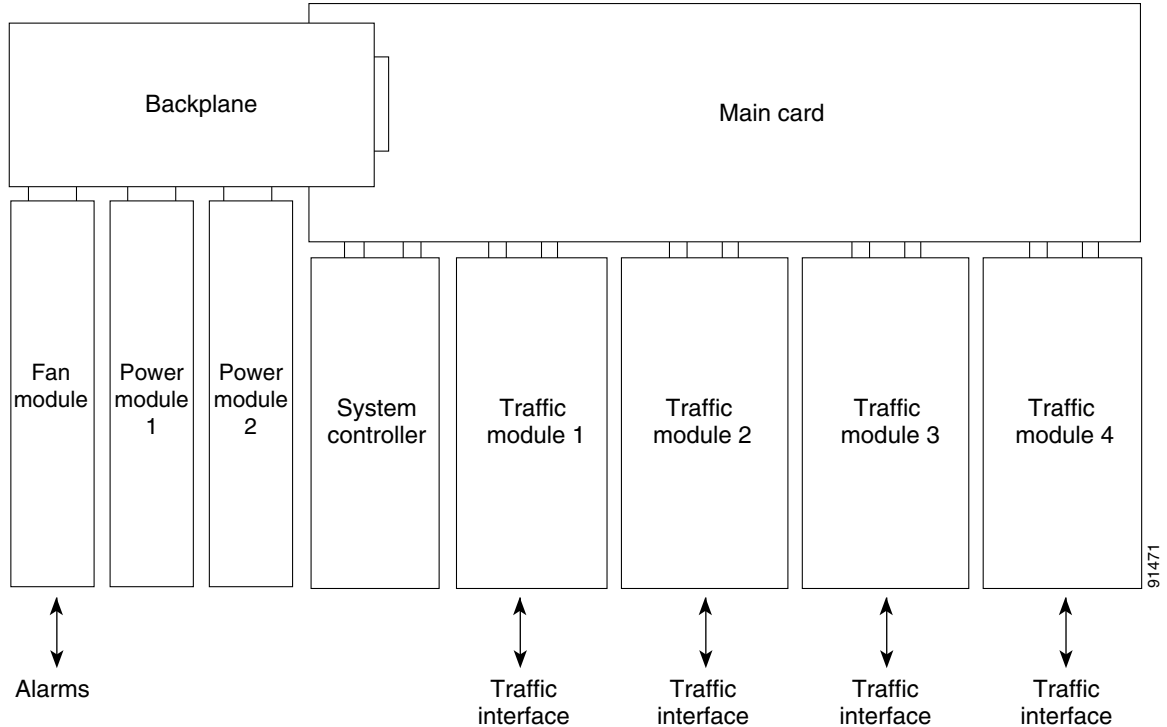 Backplane
Main card
Fan
module
Power
module
1
Power
module
2
System
controller
Traffic
module 1
Traffic
module 2
Traffic
module 3
Traffic
module 4
91471
Alarms
Traffic
interface
Traffic
interface
Traffic
interface
Traffic
interface